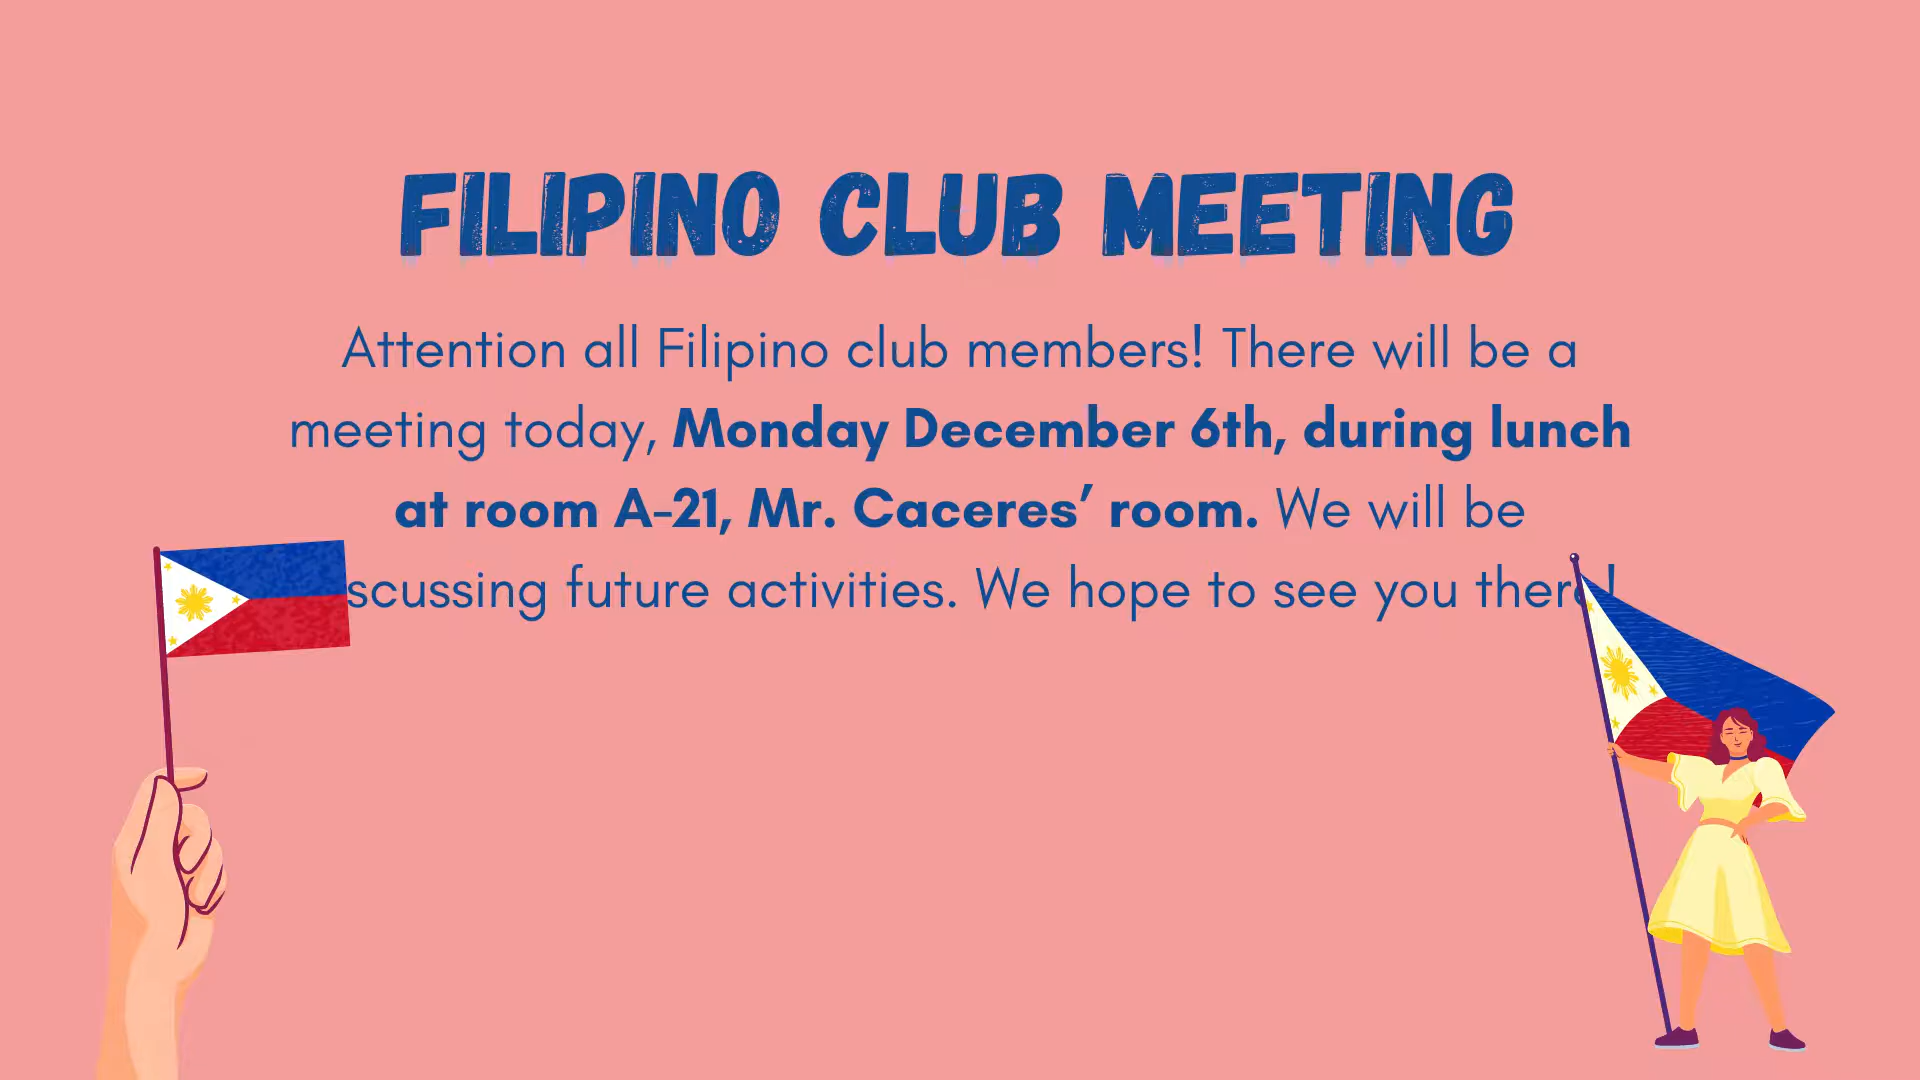 FILIPINO CLUB MEETING
Attention all Filipino club members! There will be a
meeting today, Monday December 6th, during lunch
at room A-21, Mr. Caceres’ room. We will be
scussing future activities. We hope to see you there!